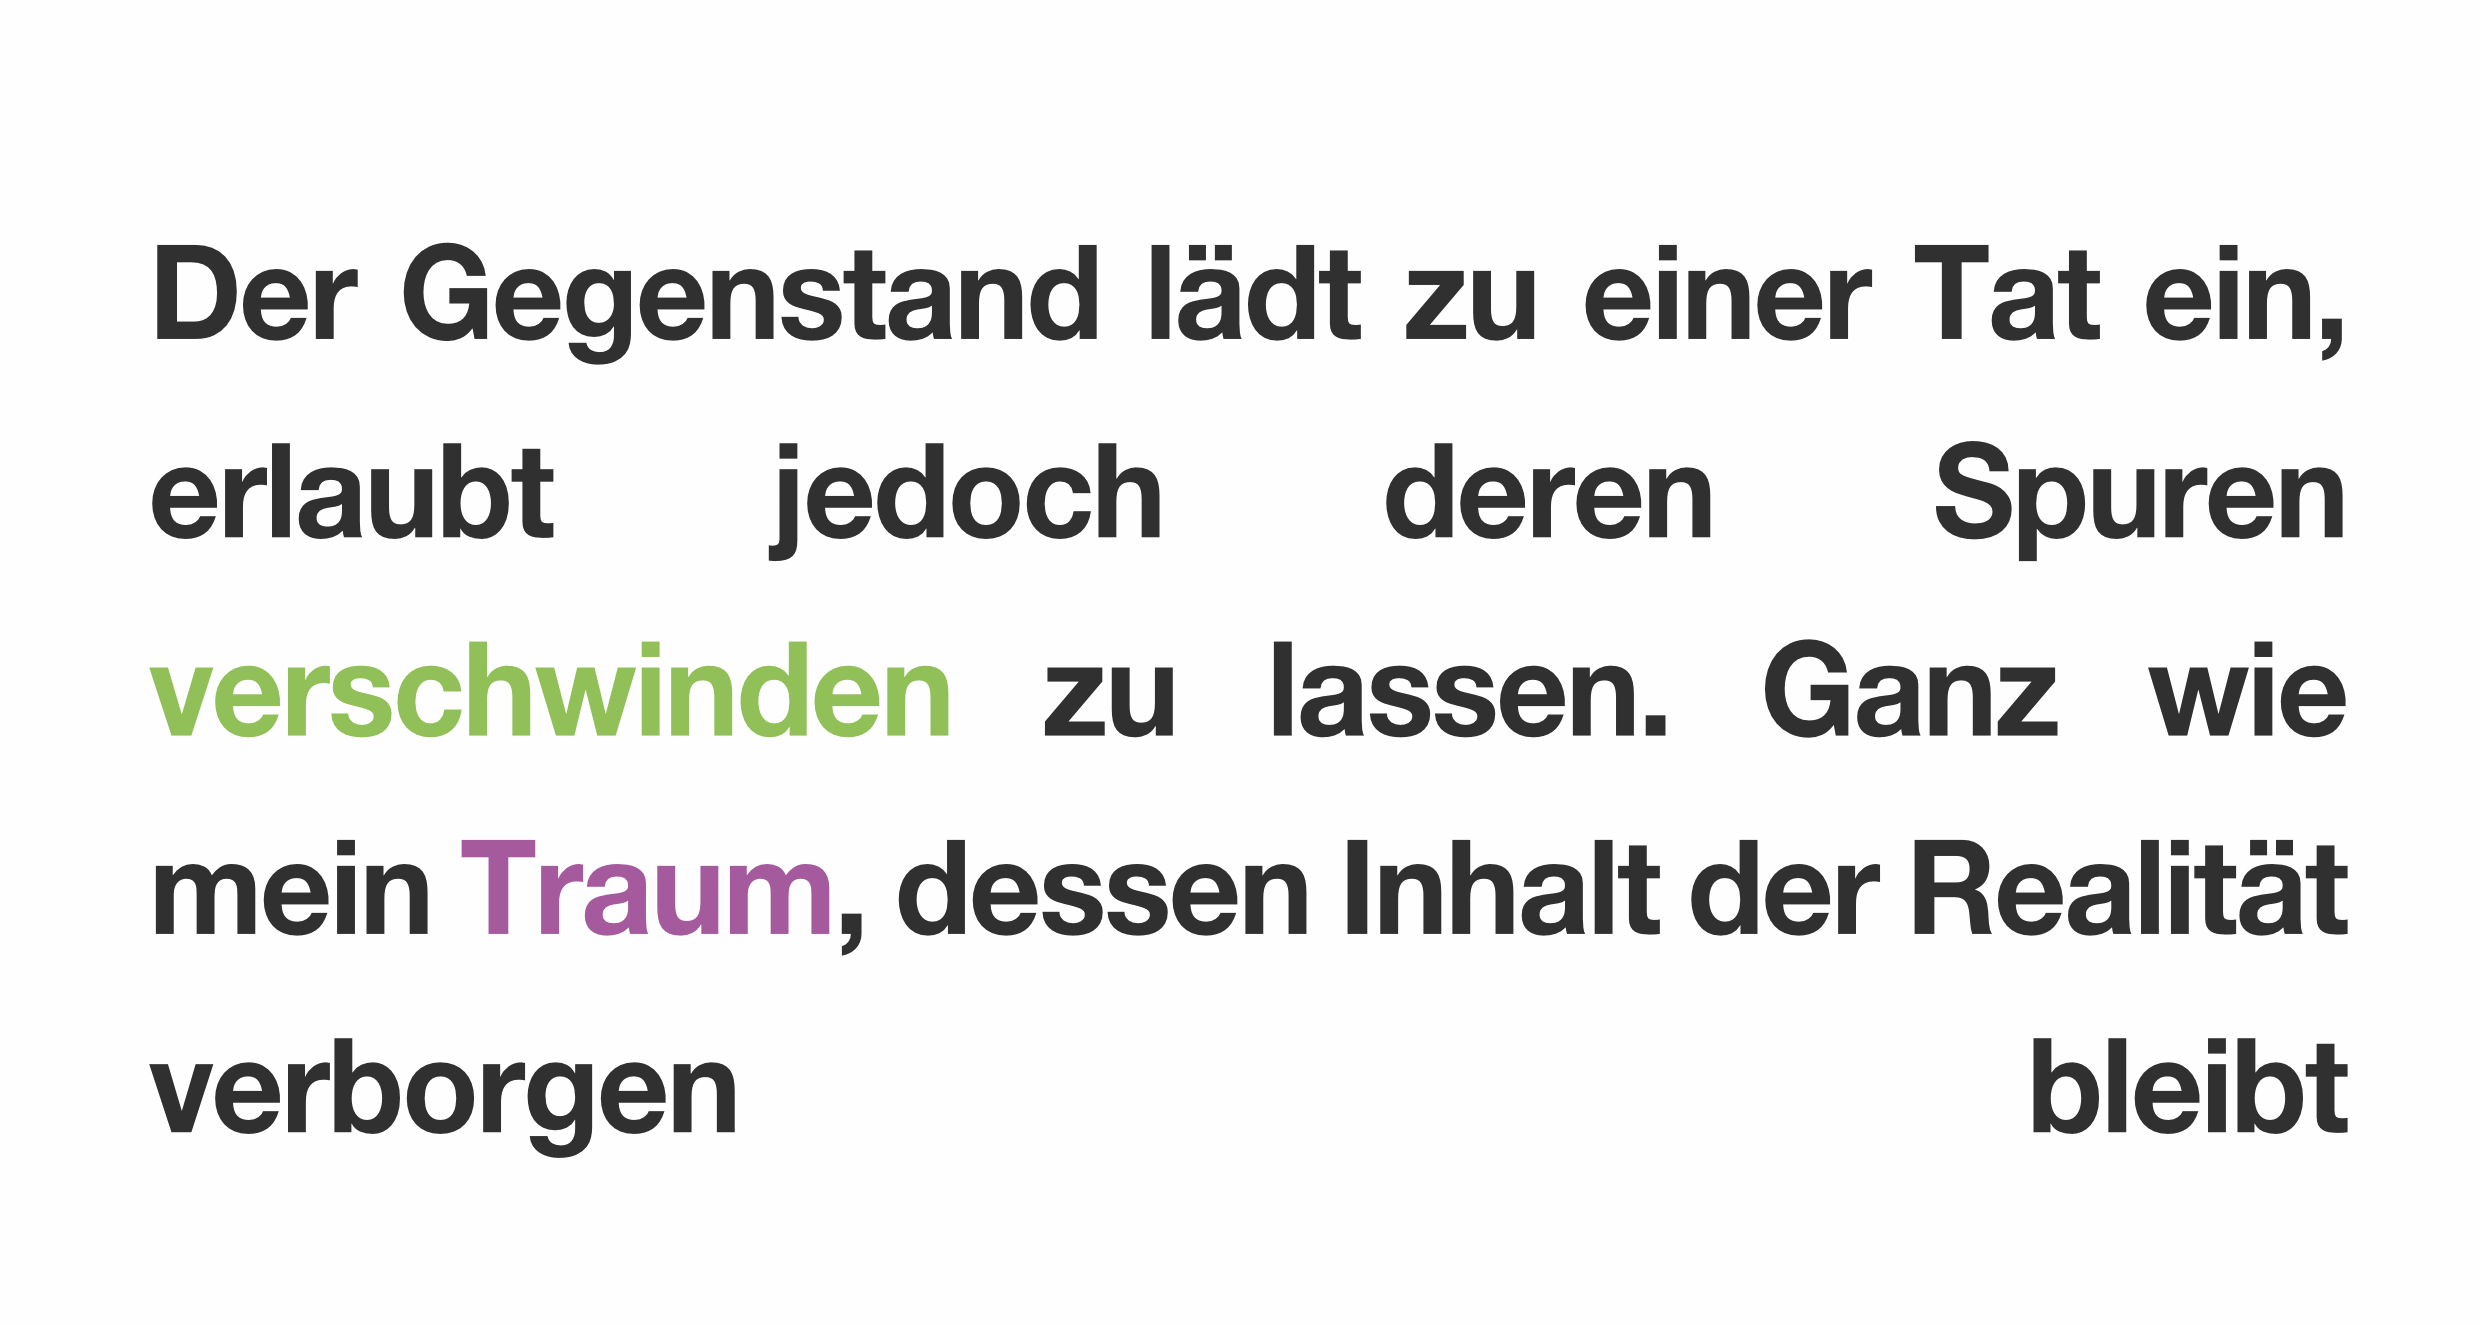 Der Gegenstand lädt zu einer Tat ein,
erlaubt jedoch deren Spuren
verschwinden zu lassen. Ganz wie
mein Traum, dessen Inhalt der Realität
verborgen bleibt